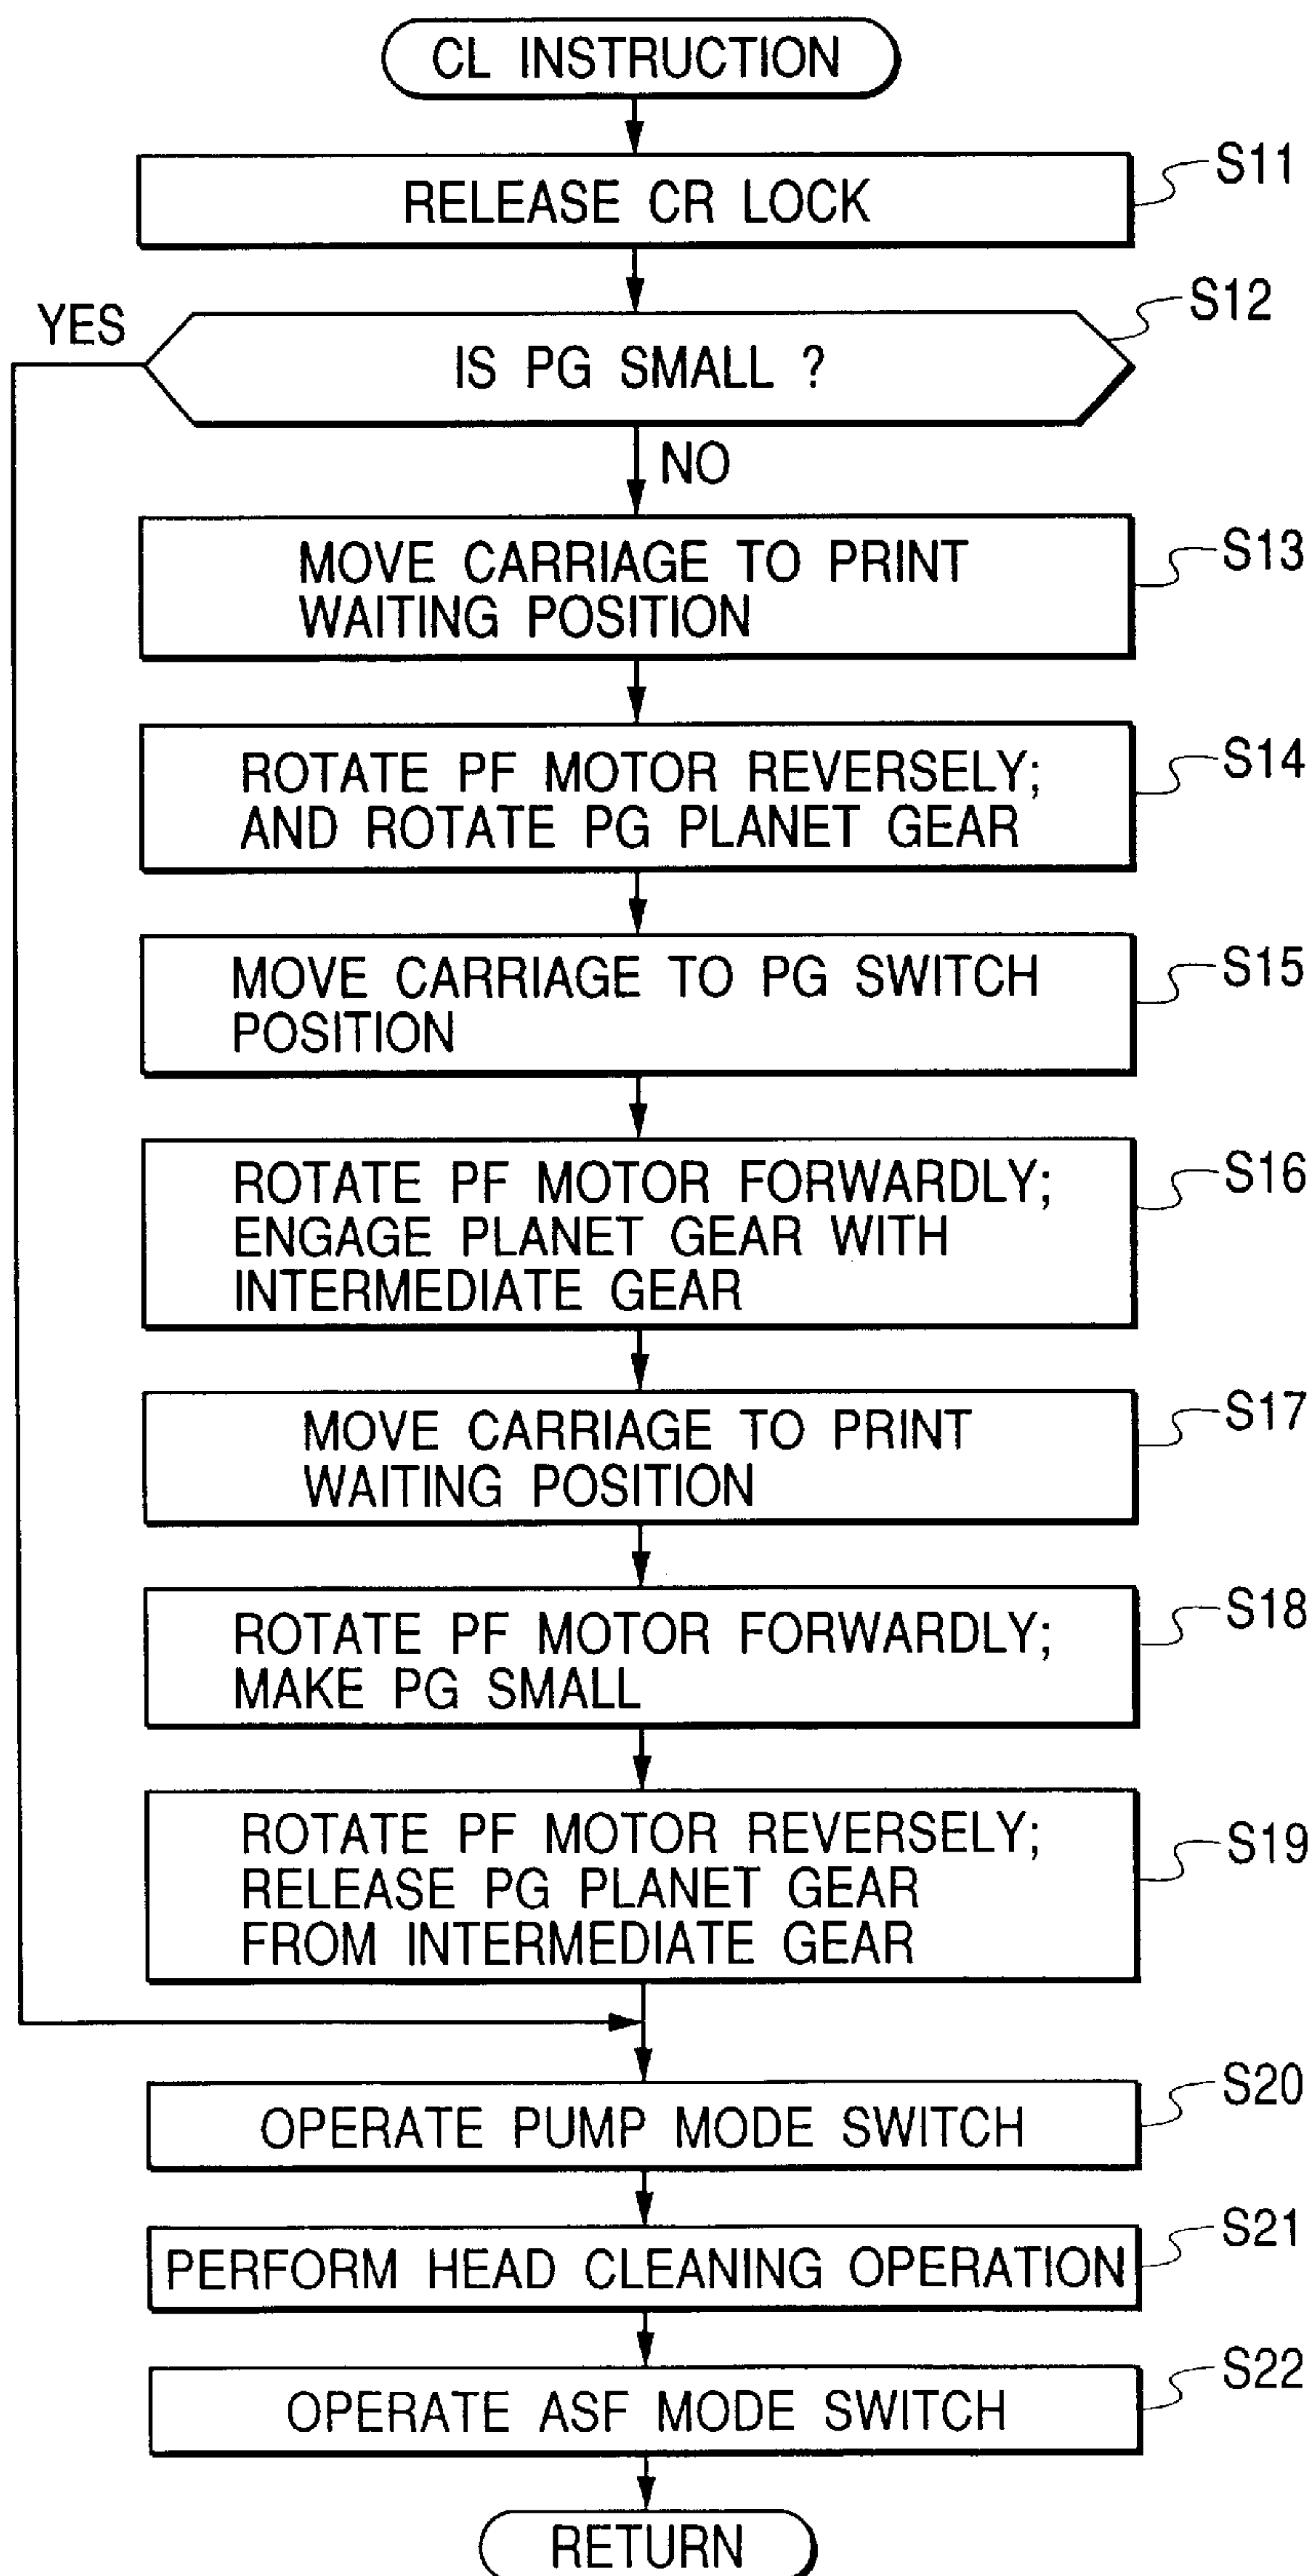 CL INSTRUCTION
RELEASE CR LOCK
S11
YES
IS PG SMALL ?
S12
NO
MOVE CARRIAGE TO PRINT
WAITING POSITION
S13
ROTATE PF MOTOR REVERSELY;
AND ROTATE PG PLANET GEAR
S14
MOVE CARRIAGE TO PG SWITCH
POSITION
S15
ROTATE PF MOTOR FORWARDLY;
ENGAGE PLANET GEAR WITH
INTERMEDIATE GEAR
S16
MOVE CARRIAGE TO PRINT
WAITING POSITION
S17
ROTATE PF MOTOR FORWARDLY;
MAKE PG SMALL
S18
ROTATE PF MOTOR REVERSELY;
RELEASE PG PLANET GEAR
FROM INTERMEDIATE GEAR
S19
OPERATE PUMP MODE SWITCH
S20
PERFORM HEAD CLEANING OPERATION
S21
OPERATE ASF MODE SWITCH
S22
RETURN